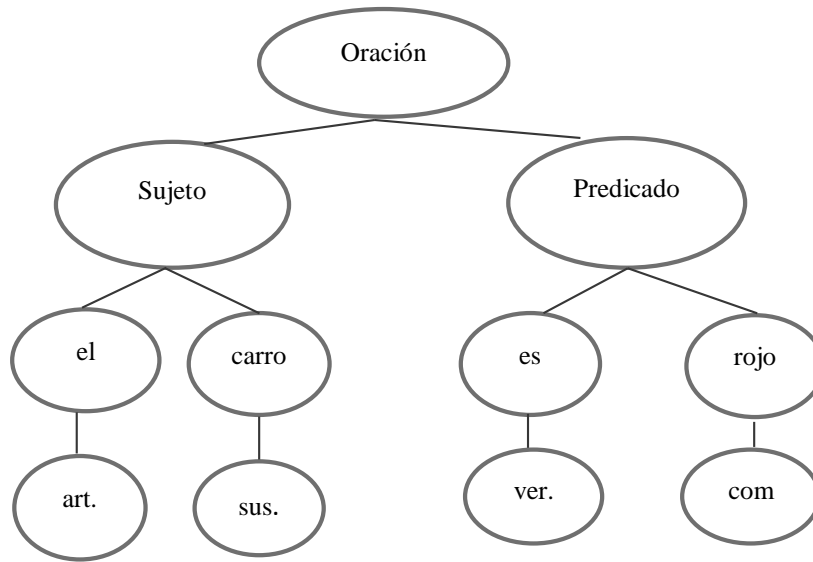 Oración
Sujeto
Predicado
el
carro
es
rojo
art.
sus.
ver.
com